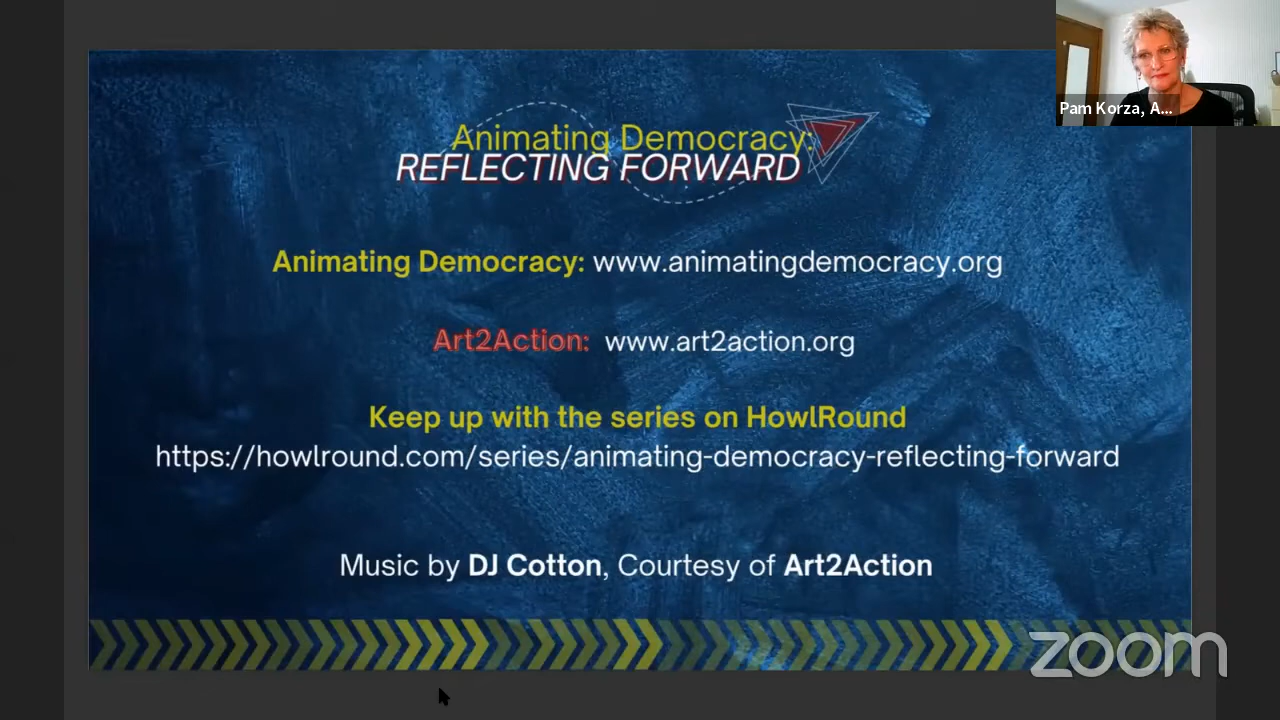 Pam Korza, A...
Animating Democracy:
REFLECTING FORWARD
Animating Democracy: www.animatingdemocracy.org
Art2Action: www.art2action.org
Keep up with the series on HowlRound
https://howlround.com/series/animating-democracy-reflecting-forward
Music by DJ Cotton, Courtesy of Art2Action
zoom